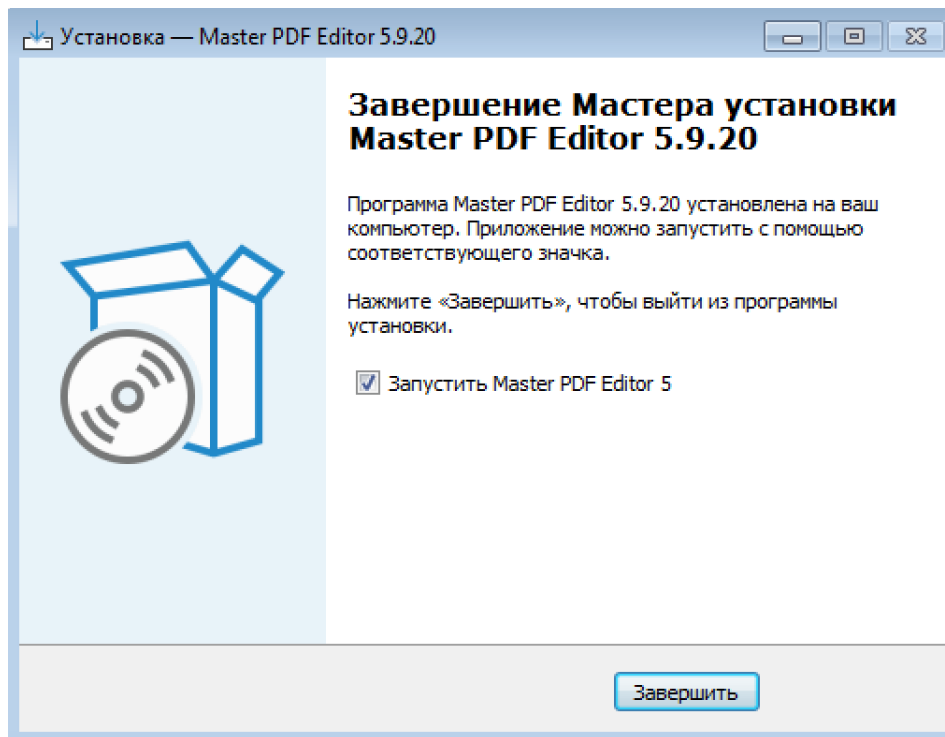 Установка — Master PDF Editor 5.9.20
Завершение Мастера установки
Master PDF Editor 5.9.20
Программа Master PDF Editor 5.9.20 установлена на ваш
компьютер. Приложение можно запустить с помощью
соответствующего значка.
Нажмите «Завершить», чтобы выйти из программы
установки.
Запустить Master PDF Editor 5
Завершить